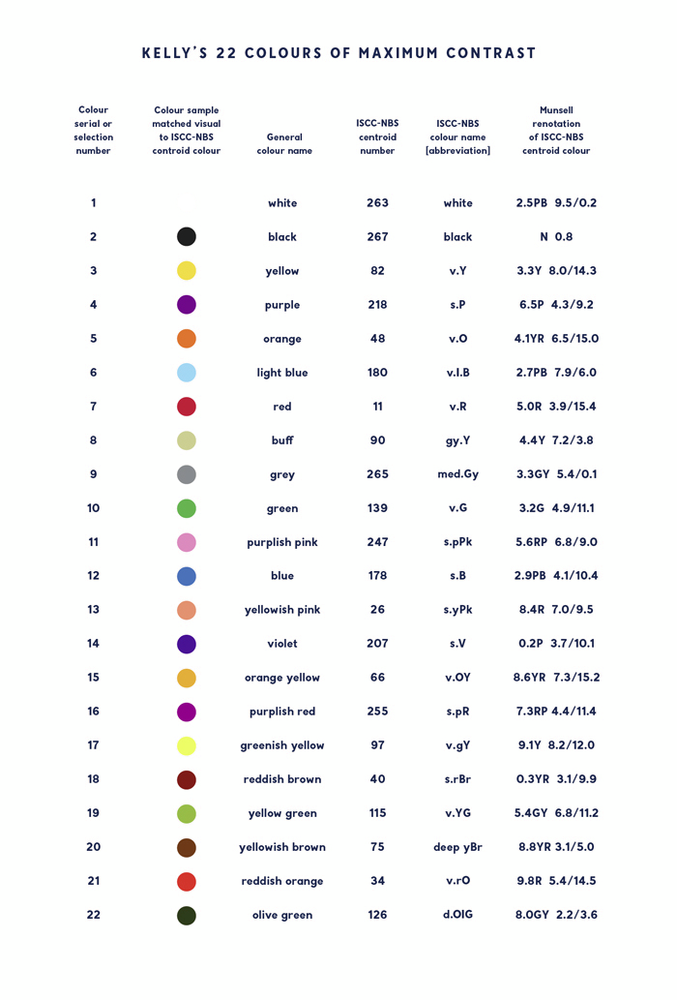 KELLY'S 22 COLOURS OF MAXIMUM CONTRAST
Colour serial or selection number | Colour sample matched visual to ISCC-NBS controid colour | General colour name | ISCC-NBS centroid number | ISCC-NBS colour name [abbreviation] | Munsell renotation of ISCC-NBS centroid colour
1 white 263 white 2.5PB 9.5/0.2
2 black 267 black N 0.8
3 yellow 82 v.Y 3.3Y 8.0/14.3
4 purple 218 s.P 6.5P 4.3/9.2
5 orange 48 v.O 4.1YR 6.5/15.0
6 light blue 180 v.l.B 2.7PB 7.9/6.0
7 red 11 v.R 5.0R 3.9/15.4
8 buff 90 gy.Y 4.4Y 7.2/3.8
9 grey 265 med.Gy 3.3GY 5.4/0.1
10 green 139 v.G 3.2G 4.9/11.1
11 purplish pink 247 s.pPk 5.6RP 6.8/9.0
12 blue 178 s.B 2.9PB 4.1/10.4
13 yellowish pink 26 s.yPk 8.4R 7.0/9.5
14 violet 207 s.V 0.2P 3.7/10.1
15 orange yellow 66 v.OY 8.6YR 7.3/15.2
16 purplish red 255 s.pR 7.3RP 4.4/11.4
17 greenish yellow 97 v.gY 9.1Y 8.2/12.0
18 reddish brown 40 s.rBr 0.3YR 3.1/9.9
19 yellow green 115 v.YG 5.4GY 6.8/11.2
20 yellowish brown 75 deep yBr 8.8YR 3.1/5.0
21 reddish orange 34 v.rO 9.8R 5.4/14.5
22 olive green 126 d.OlG 8.0GY 2.2/3.6